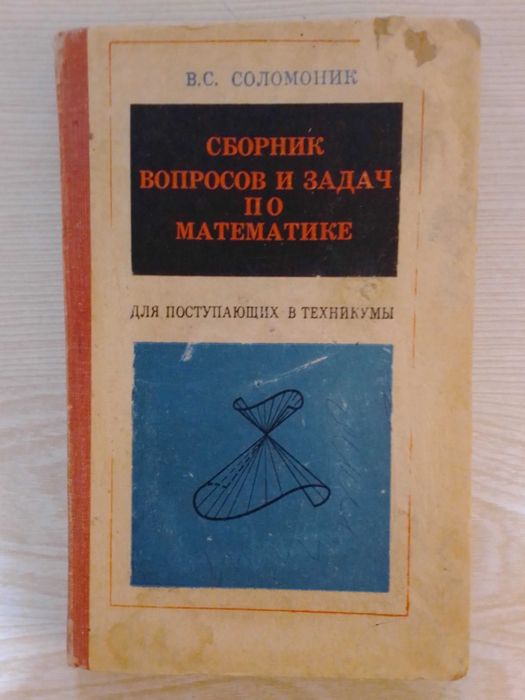 В.С. СОЛОМОНИК
СБОРНИК
ВОПРОСОВ И ЗАДАЧ
ПО
МАТЕМАТИКЕ
ДЛЯ ПОСТУПАЮЩИХ В ТЕХНИКУМЫ